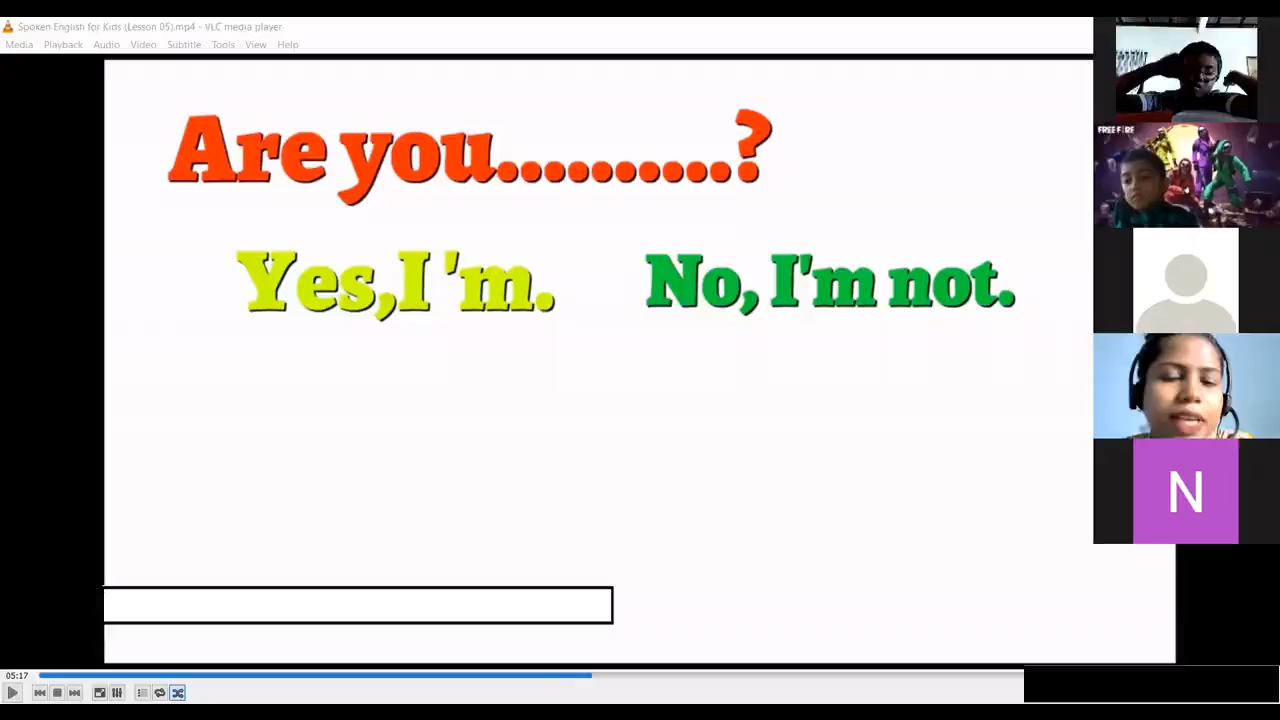 Spoken English for Kids (Lesson 05).mp4 - VLC media player
Media Playback Audio Video Subtitle Tools View Help
FREE FIRE
Are you..........?
Yes,I 'm. No, I'm not.
N
05:17